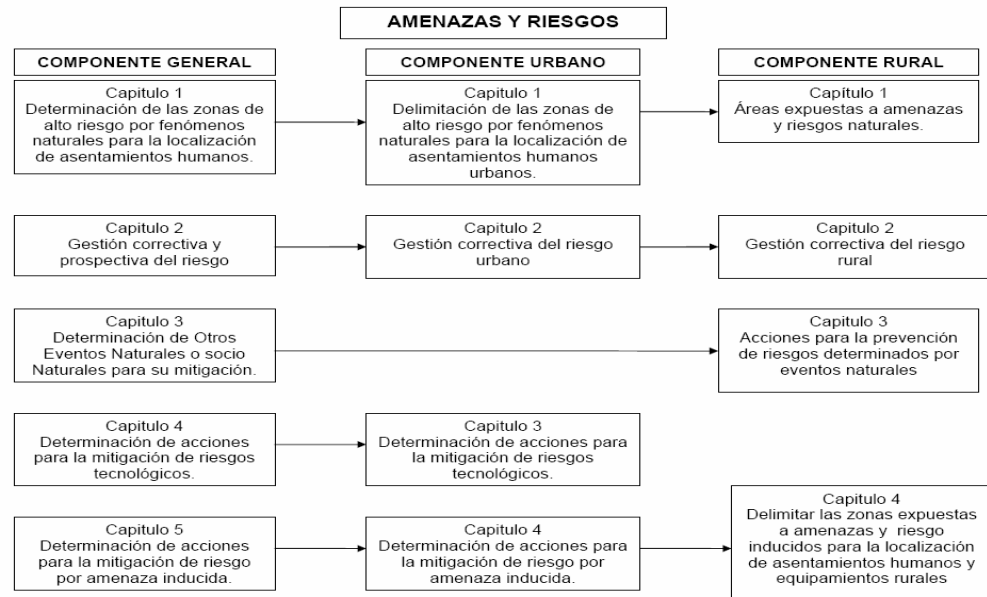 AMENAZAS Y RIESGOS
COMPONENTE GENERAL
COMPONENTE URBANO
COMPONENTE RURAL
Capitulo 1
Determinación de las zonas de
alto riesgo por fenómenos
naturales para la localización
de asentamientos humanos.
Capitulo 1
Delimitación de las zonas de
alto riesgo por fenómenos
naturales para la localización de
asentamientos humanos
urbanos.
Capítulo 1
Áreas expuestas a amenazas
y riesgos naturales.
Capitulo 2
Gestión correctiva y
prospectiva del riesgo
Capitulo 2
Gestión correctiva del riesgo
urbano
Capitulo 2
Gestión correctiva del riesgo
rural
Capitulo 3
Determinación de Otros
Eventos Naturales o socio
Naturales para su mitigación.
Capitulo 3
Acciones para la prevención
de riesgos determinados por
eventos naturales
Capitulo 4
Determinación de acciones
para la mitigación de riesgos
tecnológicos.
Capitulo 3
Determinación de acciones para
la mitigación de riesgos
tecnológicos.
Capitulo 5
Determinación de acciones
para la mitigación de riesgo
por amenaza inducida.
Capitulo 4
Determinación de acciones para
la mitigación de riesgo por
amenaza inducida.
Capitulo 4
Delimitar las zonas expuestas
a amenazas y riesgo
inducidos para la localización
de asentamientos humanos y
equipamientos rurales